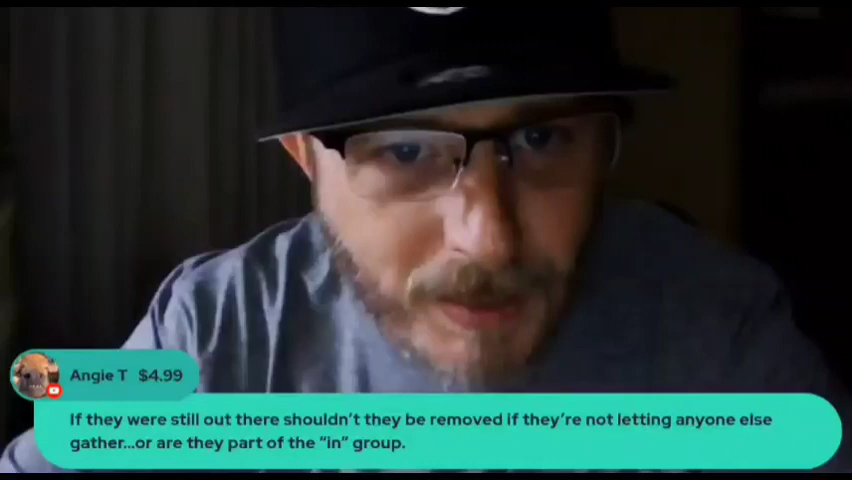 Angie T $4.99
If they were still out there shouldn't they be removed if they're not letting anyone else
gather...or are they part of the "in" group.